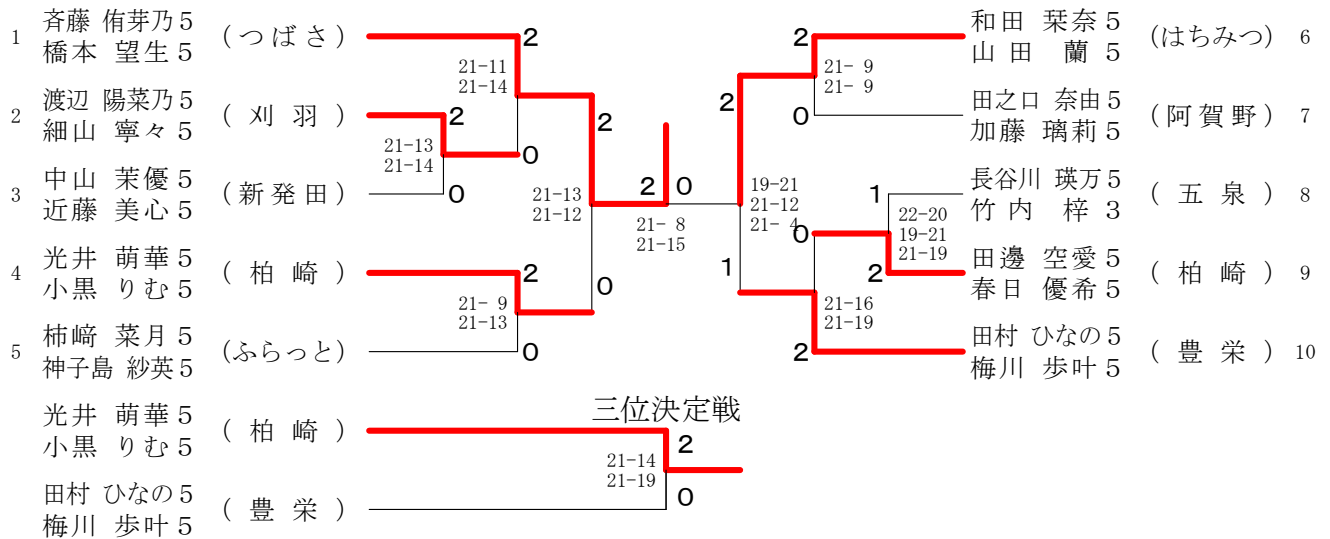 1 斉藤 侑芽乃 5 (つばさ)
橋本 望生 5
2 渡辺 陽菜乃 5 (刈羽)
細山 寧々 5
3 中山 茉優 5 (新発田)
近藤 美心 5
4 光井 萌華 5 (柏崎)
小黒 りむ 5
5 柿﨑 菜月 5 (ふらっと)
神子島 紗英 5
2
21-11
21-14
0
2
21-13
21-14
0
2
21-13
21-12
0
2
21- 9
21-13
0
2 0
21- 8
21-15
和田 栞奈 5 (はちみつ) 6
山田 蘭 5
田之口 奈由 5 (阿賀野) 7
加藤 璃莉 5
長谷川 瑛万 5 (五泉) 8
竹内 梓 3
田邊 空愛 5 (柏崎) 9
春日 優希 5
田村 ひなの 5 (豊栄) 10
梅川 歩叶 5
2
21- 9
21- 9
0
2
19-21
21-12
21- 4
1
1
22-20
19-21
21-19
2
0
21-16
21-19
2
三位決定戦
光井 萌華 5 (柏崎)
小黒 りむ 5
田村 ひなの 5 (豊栄)
梅川 歩叶 5
2
21-14
21-19
0